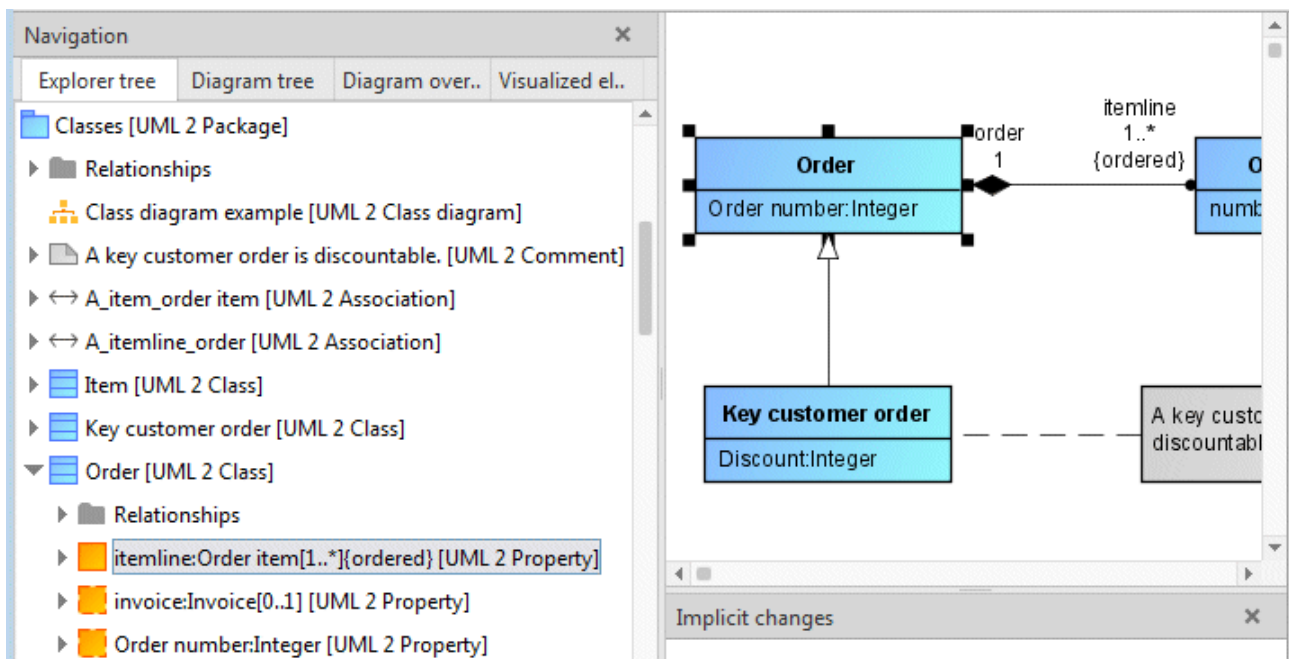 Navigation
Explorer tree
Diagram tree
Diagram over..
Visualized el..
Classes [UML 2 Package]
Relationships
Class diagram example [UML 2 Class diagram]
A key customer order is discountable. [UML 2 Comment]
A_item_order item [UML 2 Association]
A_itemline_order [UML 2 Association]
Item [UML 2 Class]
Key customer order [UML 2 Class]
Order [UML 2 Class]
Relationships
itemline:Order item[1..*]{ordered} [UML 2 Property]
invoice:Invoice[0..1] [UML 2 Property]
Order number:Integer [UML 2 Property]
Order
Order number:Integer
order
1
itemline
1..*
{ordered}
O
numb
Key customer order
Discount:Integer
A key custo
discountabl
Implicit changes